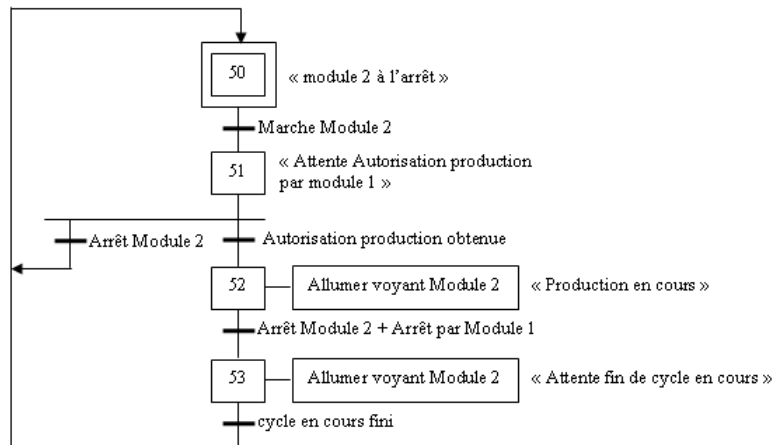 50
« module 2 à l'arrêt »
Marche Module 2
51
« Attente Autorisation production
par module 1 »
Arrêt Module 2
Autorisation production obtenue
52
Allumer voyant Module 2
« Production en cours »
Arrêt Module 2 + Arrêt par Module 1
53
Allumer voyant Module 2
« Attente fin de cycle en cours »
cycle en cours fini